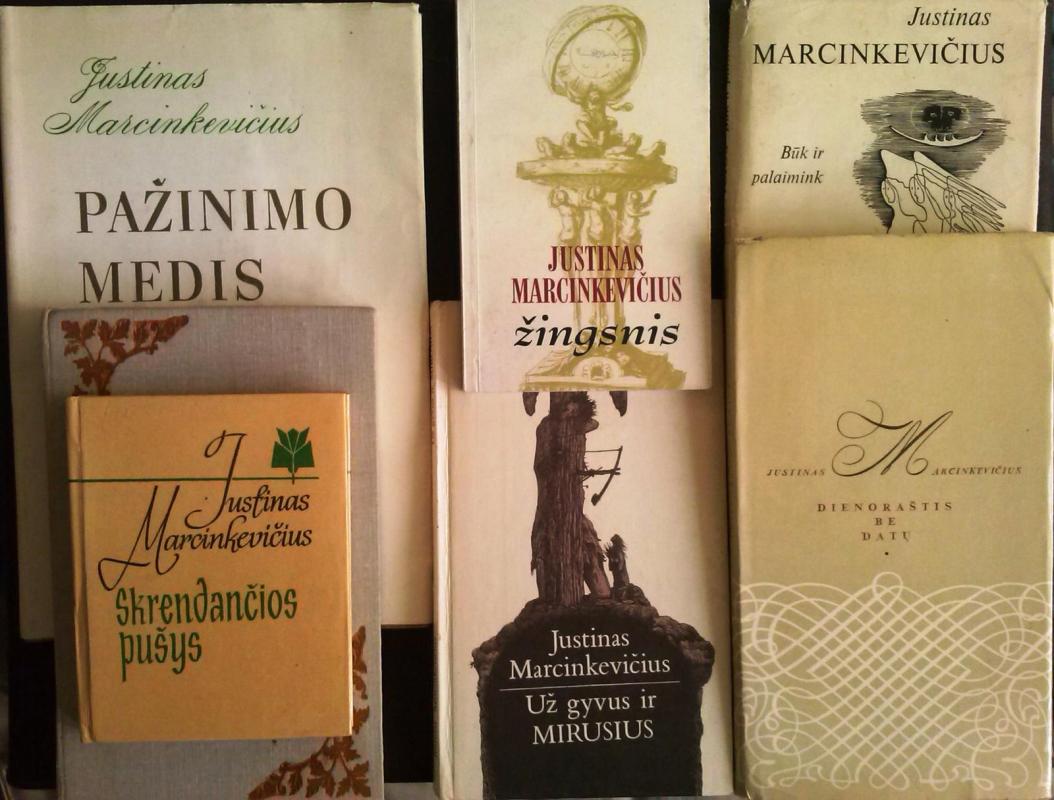 Justinas
Marcinkevičius
PAŽINIMO
MEDIS
JUSTINAS
MARCINKEVIČIUS
žingsnis
Justinas
MARCINKEVIČIUS
Būk ir
palaimink
Justinas
Marcinkevičius
Skrendančios
pušys
Justinas
Marcinkevičius
Už gyvus ir
MIRUSIUS
JUSTINAS MARCINKEVIČIUS
DIENORAŠTIS
BE
DATŲ